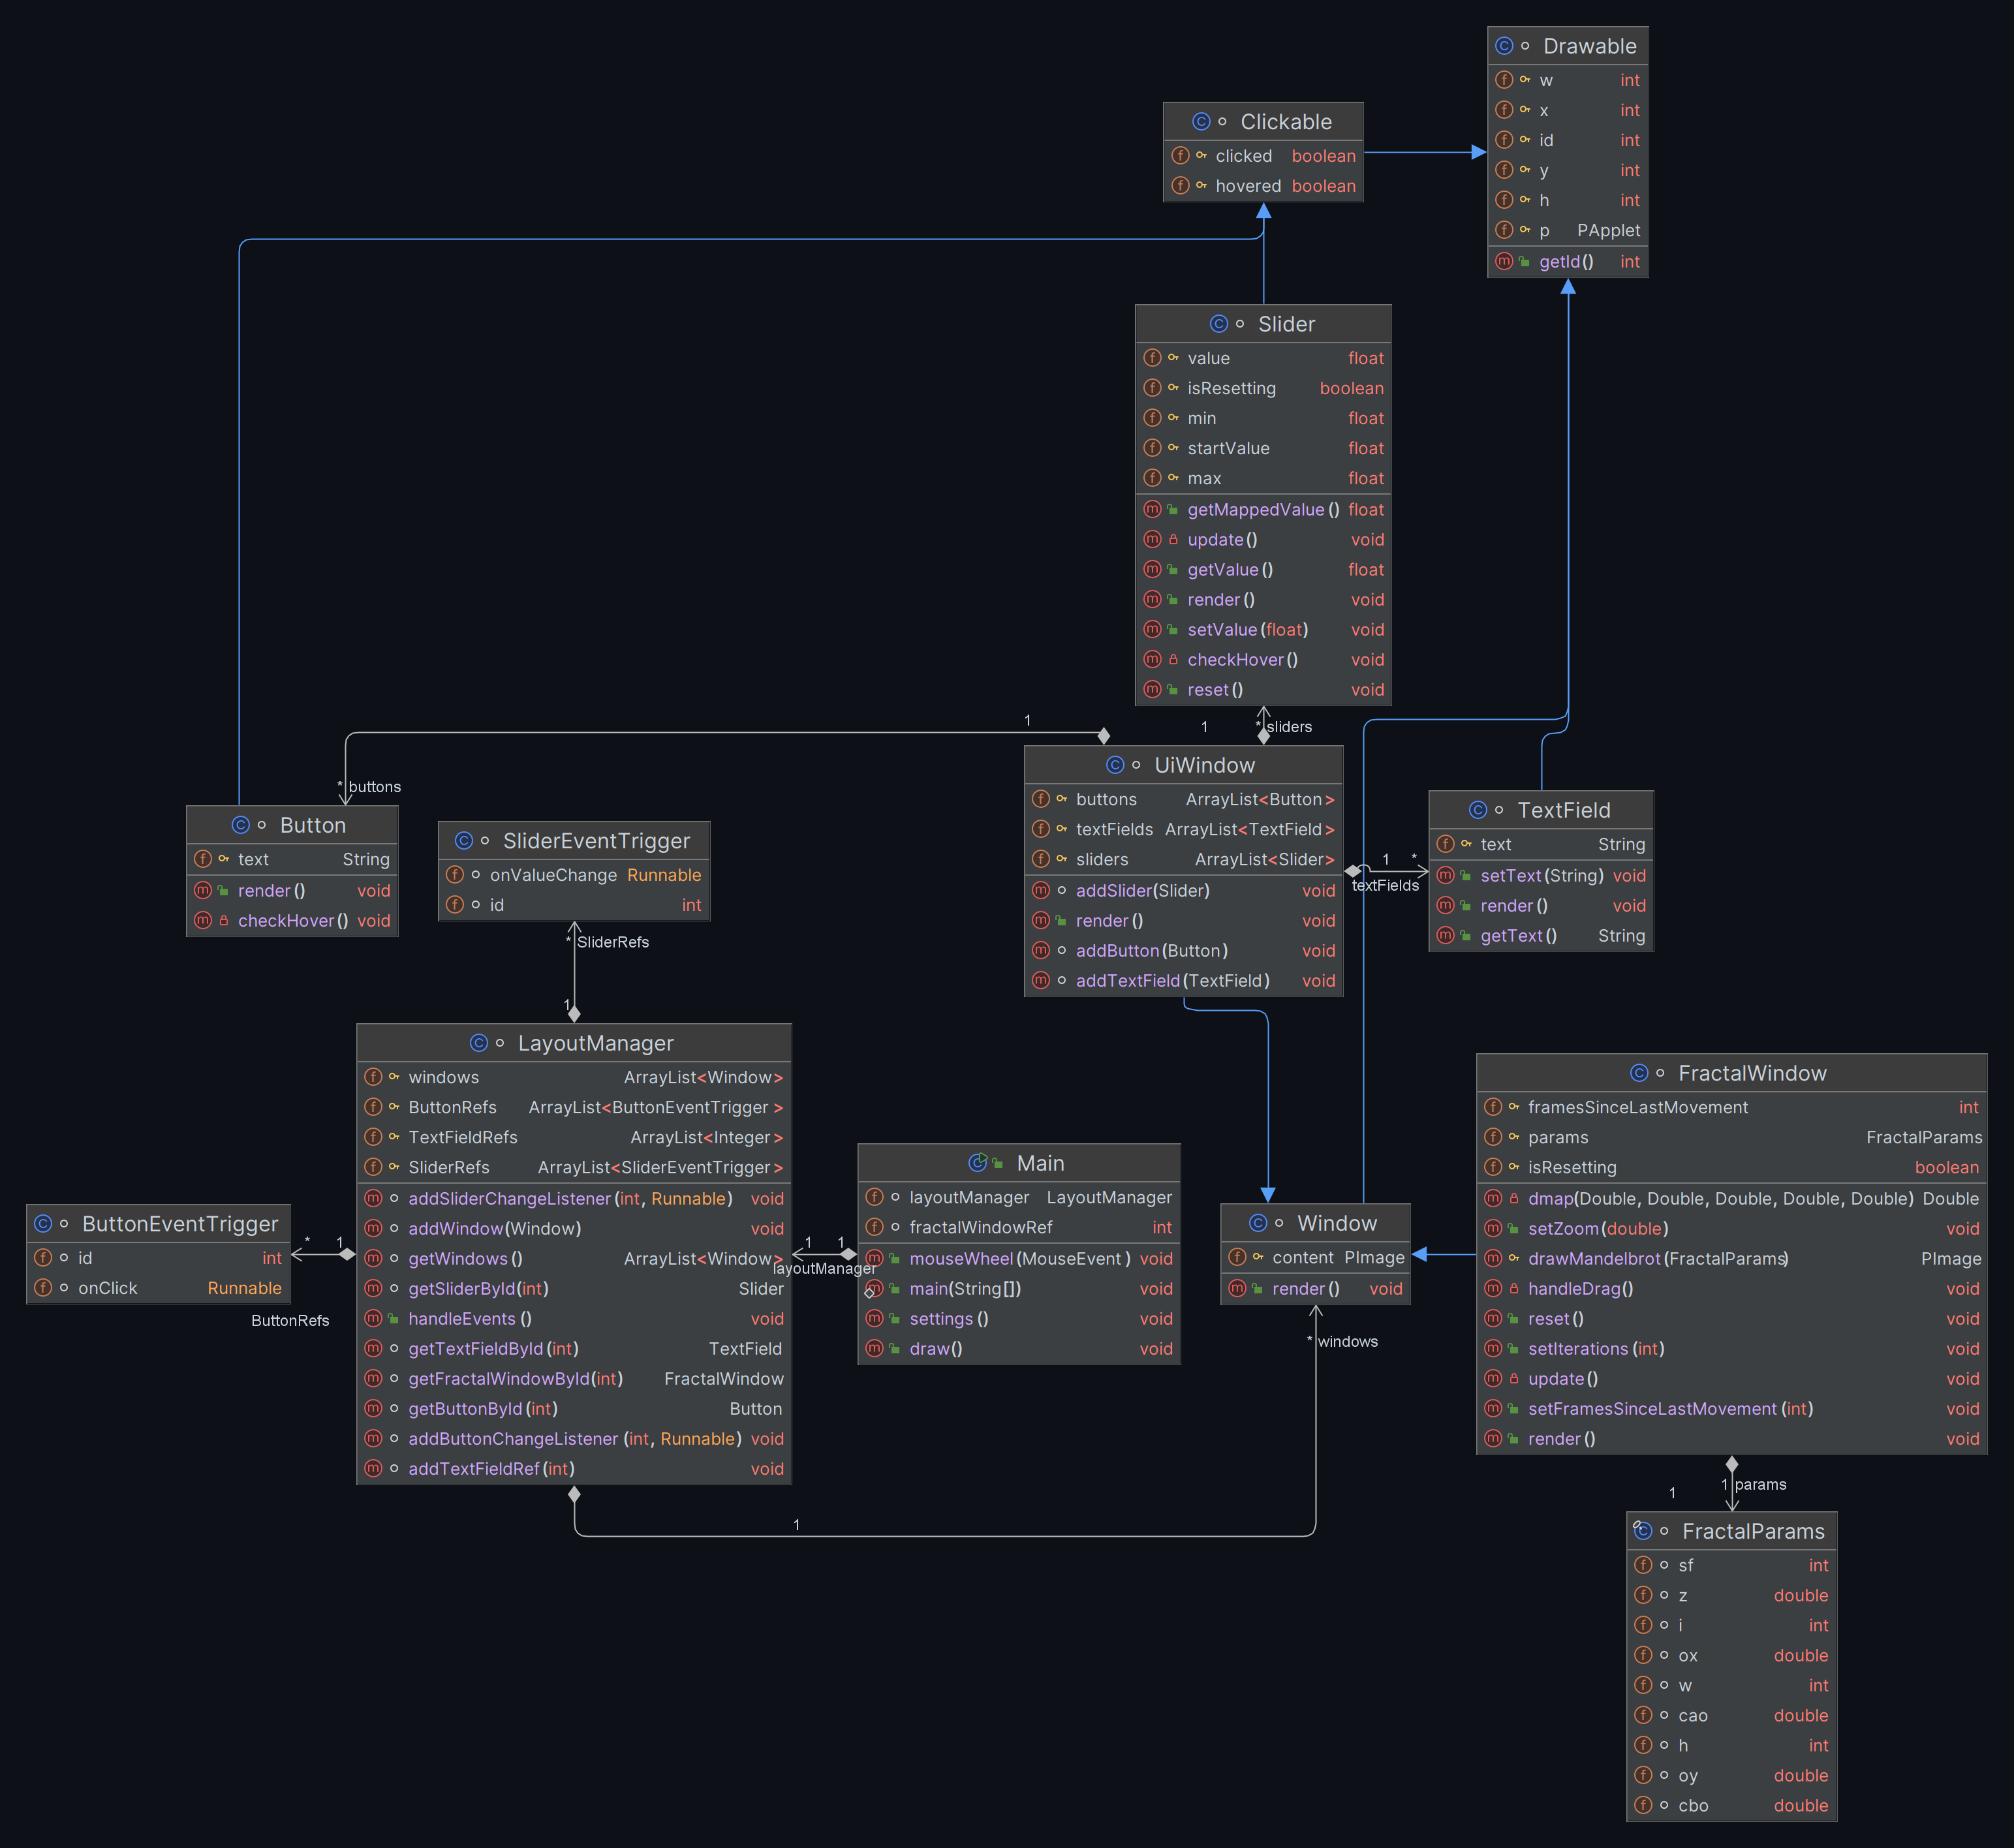 Drawable
w int
x int
id int
y int
h int
p PApplet
getId() int
Clickable
clicked boolean
hovered boolean
Slider
value float
isResetting boolean
min float
startValue float
max float
getMappedValue() float
update() void
getValue() float
render() void
setValue(float) void
checkHover() void
reset() void
1
1
* sliders
* buttons
UiWindow
buttons ArrayList<Button>
textFields ArrayList<TextField>
sliders ArrayList<Slider>
addSlider(Slider) void
render() void
addButton(Button) void
addTextField(TextField) void
1 *
textFields
TextField
text String
setText(String) void
render() void
getText() String
Button
text String
render() void
checkHover() void
SliderEventTrigger
onValueChange Runnable
id int
* SliderRefs
1
LayoutManager
windows ArrayList<Window>
ButtonRefs ArrayList<ButtonEventTrigger>
TextFieldRefs ArrayList<Integer>
SliderRefs ArrayList<SliderEventTrigger>
addSliderChangeListener(int, Runnable) void
addWindow(Window) void
getWindows() ArrayList<Window>
getSliderById(int) Slider
handleEvents() void
getTextFieldById(int) TextField
getFractalWindowById(int) FractalWindow
getButtonById(int) Button
addButtonChangeListener(int, Runnable) void
addTextFieldRef(int) void
ButtonEventTrigger
id int
onClick Runnable
* 1
ButtonRefs
1 1
layoutManager
Main
layoutManager LayoutManager
fractalWindowRef int
mouseWheel(MouseEvent) void
main(String[]) void
settings() void
draw() void
Window
content PImage
render() void
* windows
1
FractalWindow
framesSinceLastMovement int
params FractalParams
isResetting boolean
dmap(Double, Double, Double, Double, Double) Double
setZoom(double) void
drawMandelbrot(FractalParams) PImage
handleDrag() void
reset() void
setIterations(int) void
update() void
setFramesSinceLastMovement(int) void
render() void
1 params
1
FractalParams
sf int
z double
i int
ox double
w int
cao double
h int
oy double
cbo double